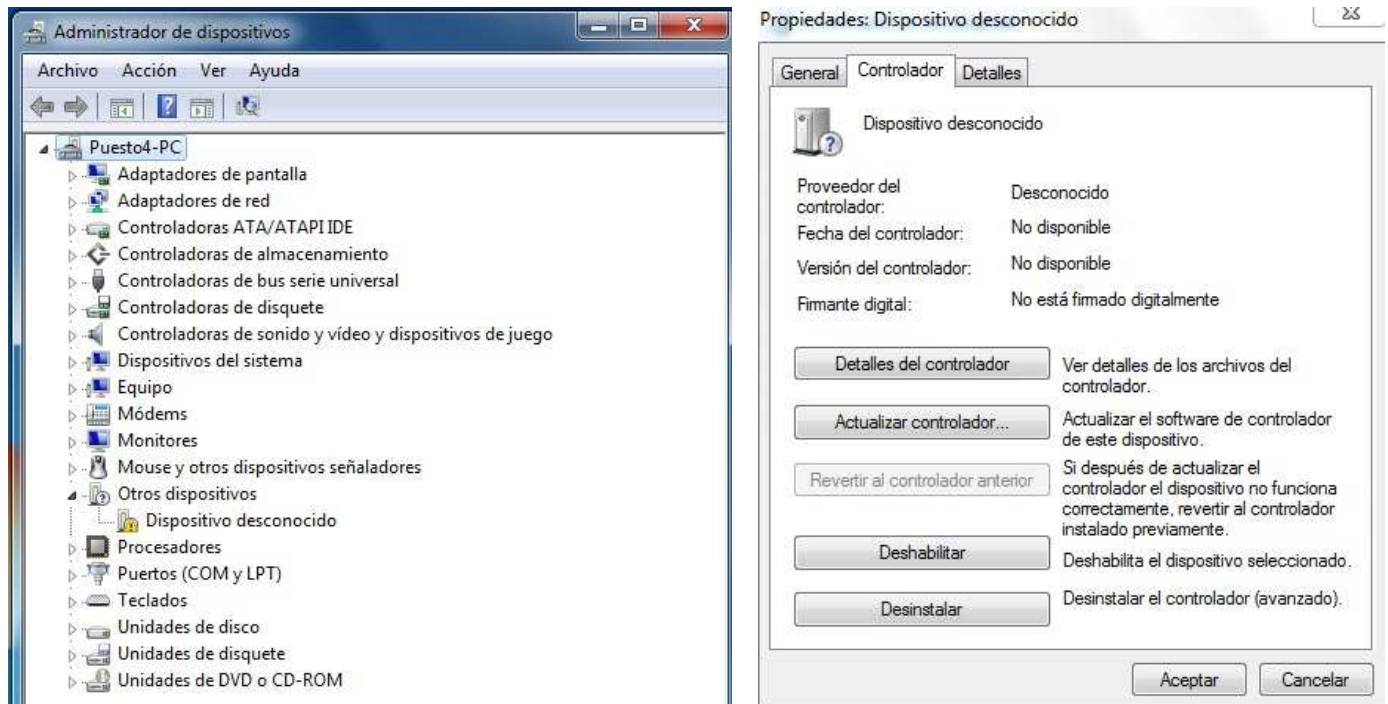 Administrador de dispositivos
Archivo Acción Ver Ayuda
Puesto4-PC
Adaptadores de pantalla
Adaptadores de red
Controladoras ATA/ATAPI IDE
Controladoras de almacenamiento
Controladoras de bus serie universal
Controladoras de disquete
Controladoras de sonido y vídeo y dispositivos de juego
Dispositivos del sistema
Equipo
Módems
Monitores
Mouse y otros dispositivos señaladores
Otros dispositivos
Dispositivo desconocido
Procesadores
Puertos (COM y LPT)
Teclados
Unidades de disco
Unidades de disquete
Unidades de DVD o CD-ROM
Propiedades: Dispositivo desconocido
General Controlador Detalles
Dispositivo desconocido
Proveedor del
controlador:
Desconocido
Fecha del controlador: No disponible
Versión del controlador: No disponible
Firmante digital: No está firmado digitalmente
Detalles del controlador
Ver detalles de los archivos del
controlador.
Actualizar controlador...
Actualizar el software de controlador
de este dispositivo.
Revertir al controlador anterior
Si después de actualizar el
controlador el dispositivo no funciona
correctamente, revertir al controlador
instalado previamente.
Deshabilitar
Deshabilita el dispositivo seleccionado.
Desinstalar
Desinstalar el controlador (avanzado).
Aceptar Cancelar